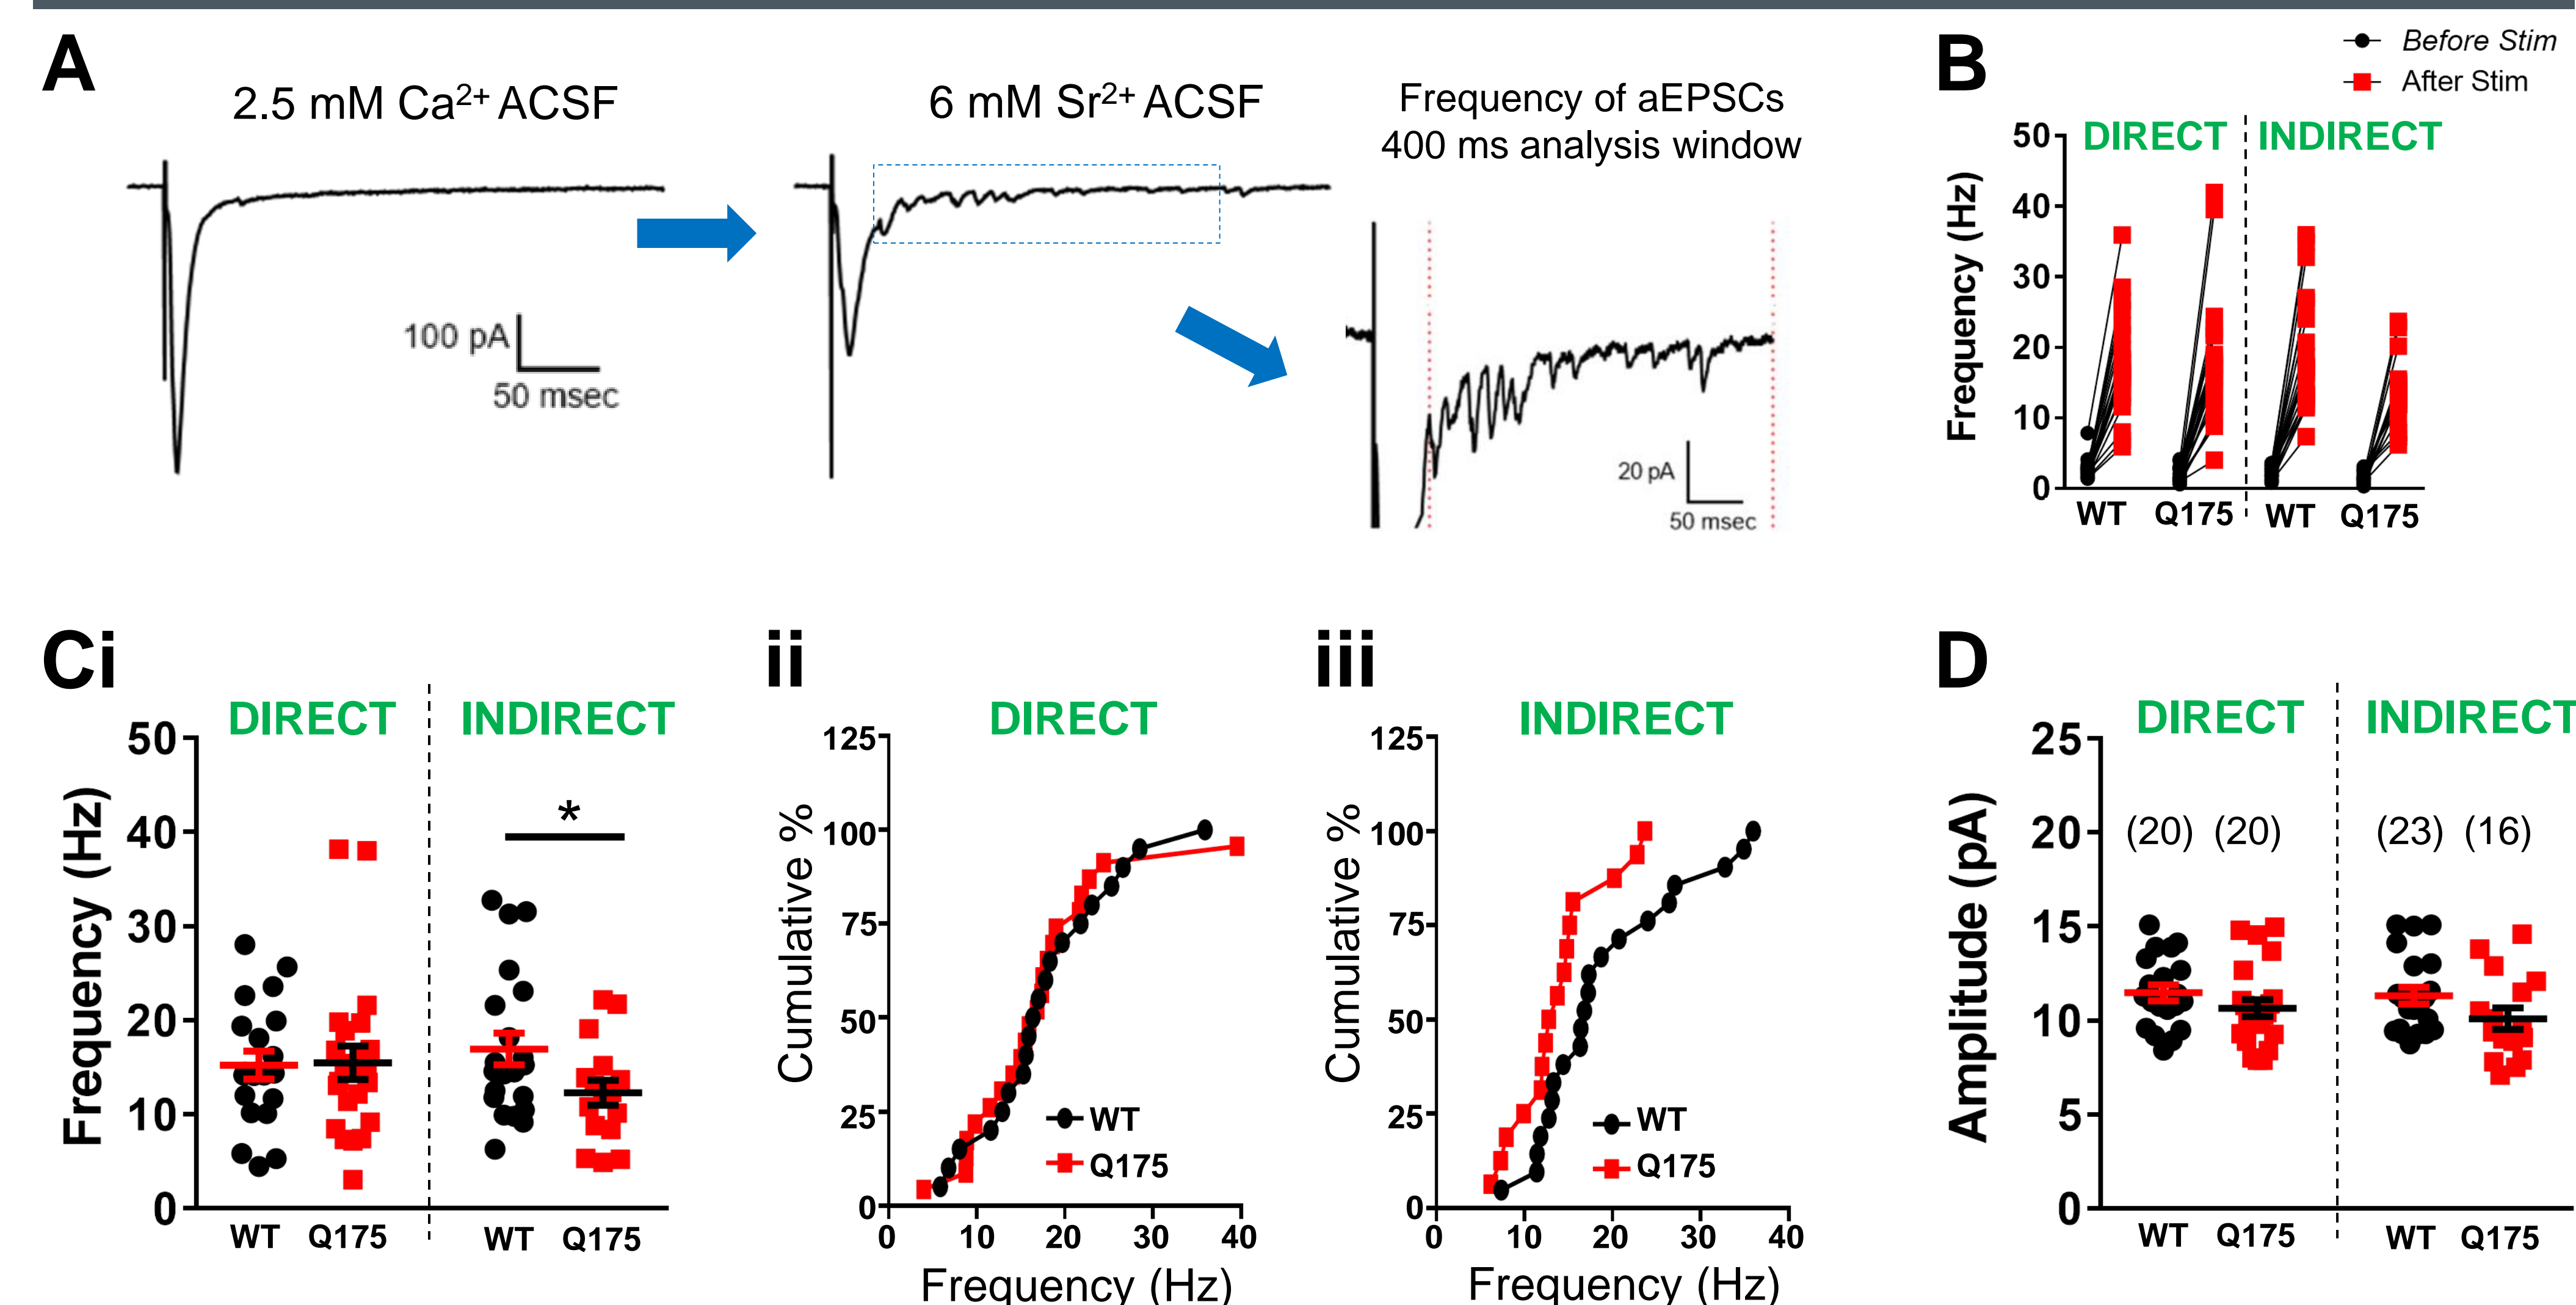 A
2.5 mM Ca2+ ACSF
100 pA
50 msec
6 mM Sr2+ ACSF
Frequency of aEPSCs
400 ms analysis window
20 pA
50 msec
B
Before Stim
After Stim
DIRECT
INDIRECT
Frequency (Hz)
50
40
30
20
10
0
WT
Q175
WT
Q175
Ci
DIRECT
INDIRECT
*
Frequency (Hz)
50
40
30
20
10
0
WT
Q175
WT
Q175
ii
DIRECT
Cumulative %
125
100
75
50
25
0
WT
Q175
0 10 20 30 40
Frequency (Hz)
iii
INDIRECT
Cumulative %
125
100
75
50
25
0
WT
Q175
0 10 20 30 40
Frequency (Hz)
D
DIRECT
INDIRECT
Amplitude (pA)
25
20
15
10
5
0
(20) (20) (23) (16)
WT
Q175
WT
Q175